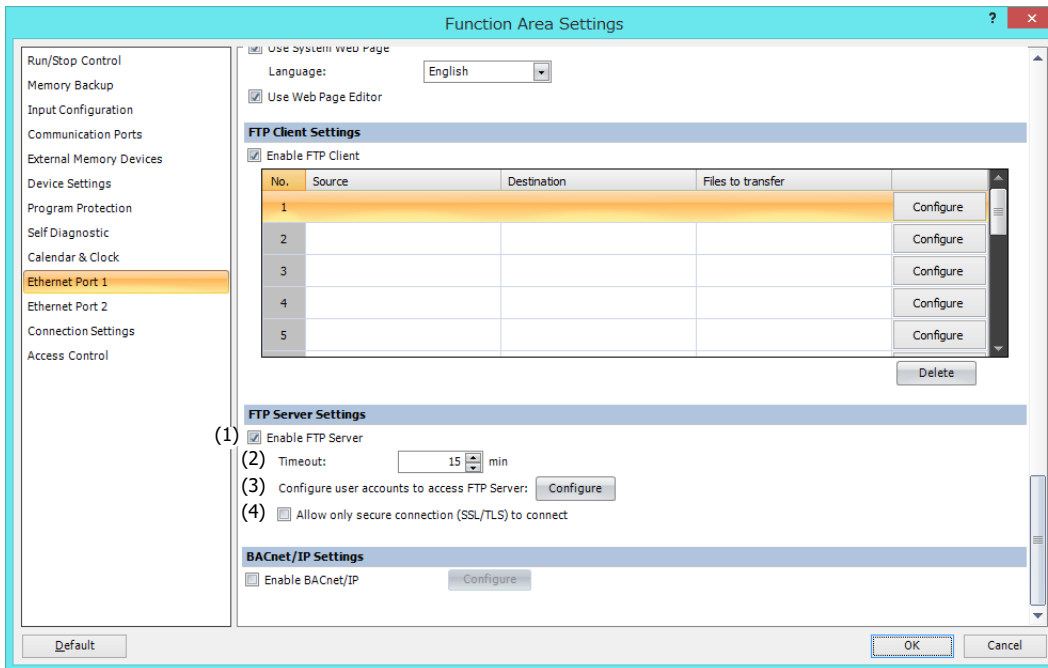 Function Area Settings ? ×
Run/Stop Control
Memory Backup
Input Configuration
Communication Ports
External Memory Devices
Device Settings
Program Protection
Self Diagnostic
Calendar & Clock
Ethernet Port 1
Ethernet Port 2
Connection Settings
Access Control
Use System Web Page
Language: English
Use Web Page Editor
FTP Client Settings
Enable FTP Client
No. Source Destination Files to transfer
1 Configure
2 Configure
3 Configure
4 Configure
5 Configure
Delete
FTP Server Settings
(1) Enable FTP Server
(2) Timeout: 15 min
(3) Configure user accounts to access FTP Server: Configure
(4) Allow only secure connection (SSL/TLS) to connect
BACnet/IP Settings
Enable BACnet/IP Configure
Default OK Cancel